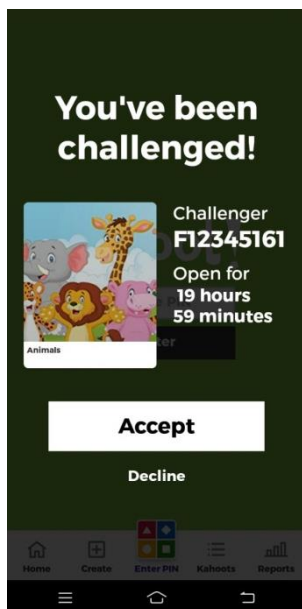 You've been
challenged!
Challenger
F12345161
Open for
19 hours
59 minutes
Animals
Accept
Decline
Home
Create
Enter PIN
Kahoots
Reports